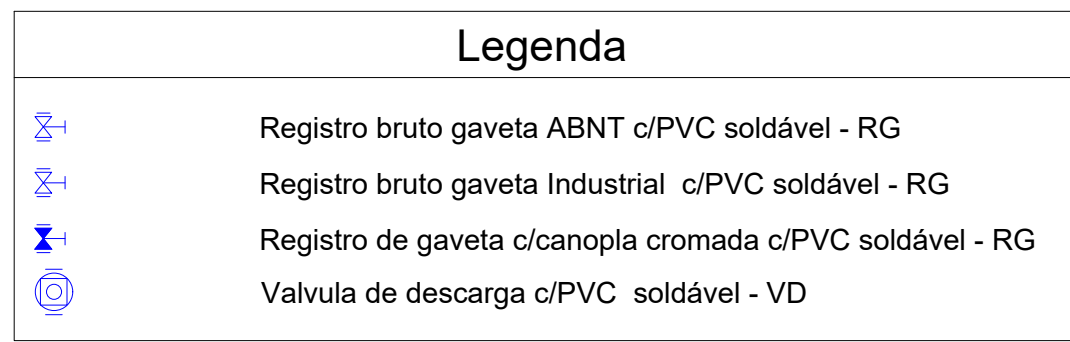 Legenda
Registro bruto gaveta ABNT c/PVC soldável - RG
Registro bruto gaveta Industrial  c/PVC soldável - RG
Registro de gaveta c/canopla cromada c/PVC soldável - RG
Valvula de descarga c/PVC  soldável - VD